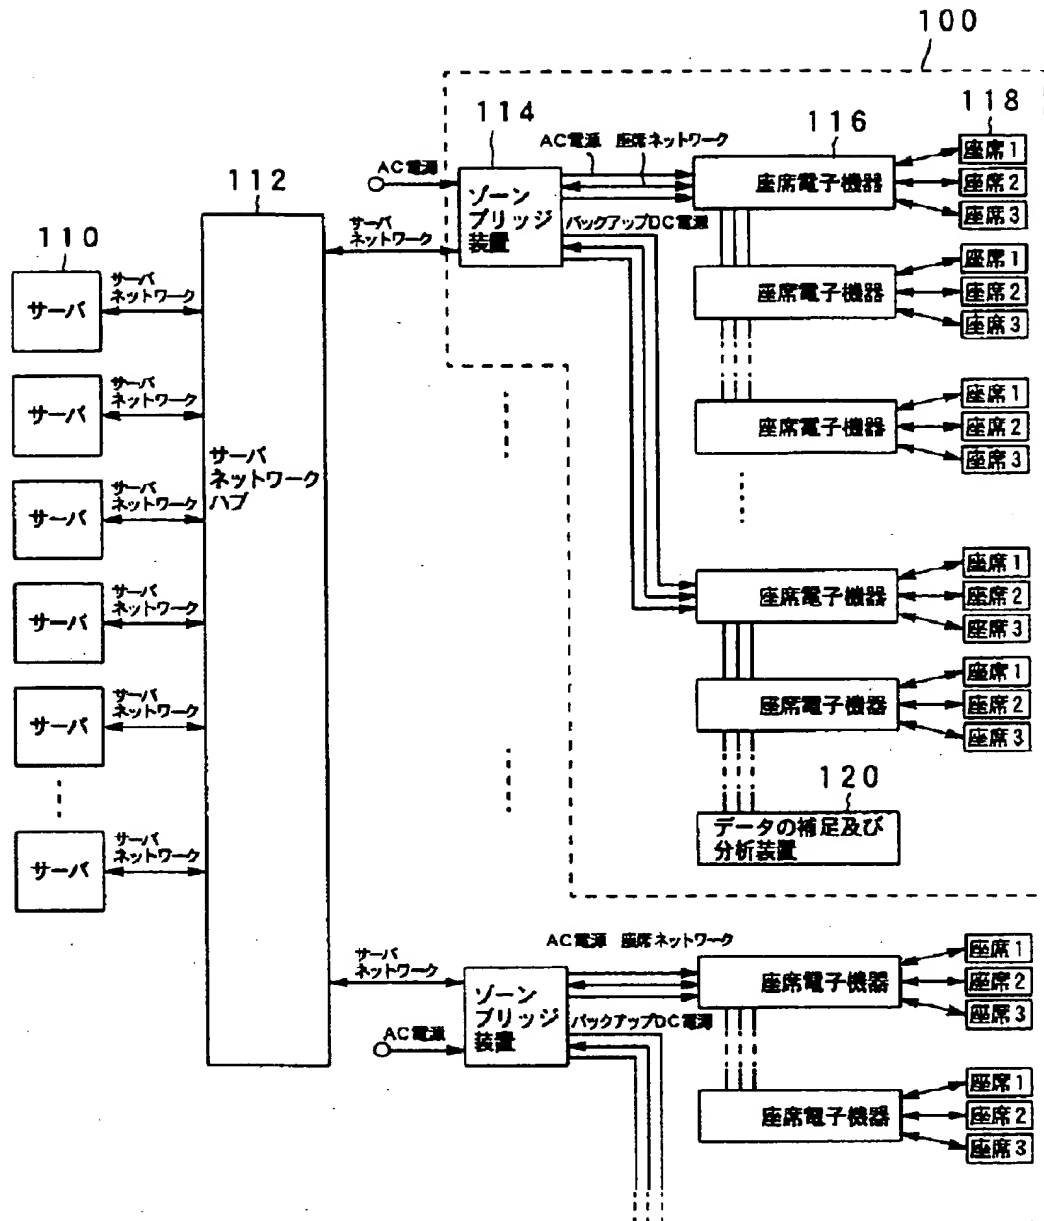 100
114
116
118
AC電源 座席ネットワーク
AC電源
112
ゾーン
ブリッジ
装置
座席電子機器
座席1
座席2
座席3
サーバ
ネットワーク
バックアップDC電源
110
サーバ
ネットワーク
サーバ
座席電子機器
座席1
座席2
座席3
サーバ
ネットワーク
サーバ
座席電子機器
座席1
座席2
座席3
サーバ
ネットワーク
ハブ
サーバ
ネットワーク
サーバ
座席電子機器
座席1
座席2
座席3
サーバ
ネットワーク
サーバ
座席電子機器
座席1
座席2
座席3
サーバ
ネットワーク
サーバ
120
データの補足及び
分析装置
サーバ
ネットワーク
サーバ
AC電源 座席ネットワーク
サーバ
ネットワーク
ゾーン
ブリッジ
装置
座席電子機器
座席1
座席2
座席3
バックアップDC電源
AC電源
座席電子機器
座席1
座席2
座席3